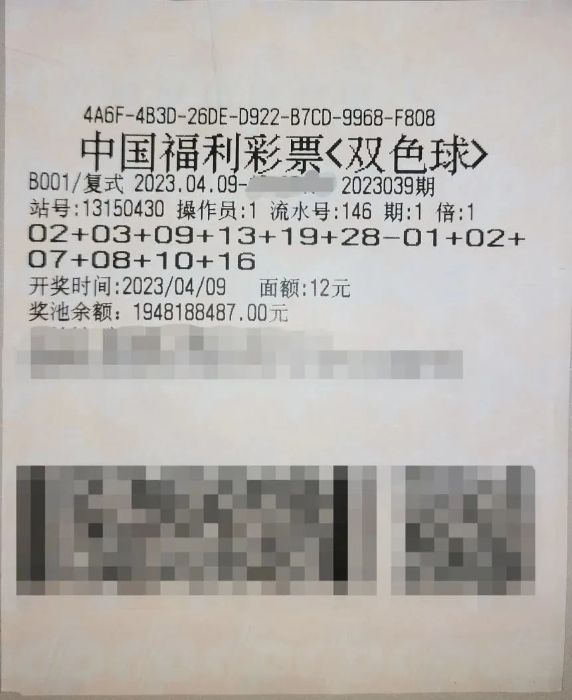 4A6F-4B3D-26DE-D922-B7CD-9968-F808
中国福利彩票<双色球>
B001/复式 2023.04.09- 2023039期
站号:13150430 操作员:1 流水号:146 期:1 倍:1
02+03+09+13+19+28-01+02+
07+08+10+16
开奖时间:2023/04/09 面额:12元
奖池余额: 1948188487.00元